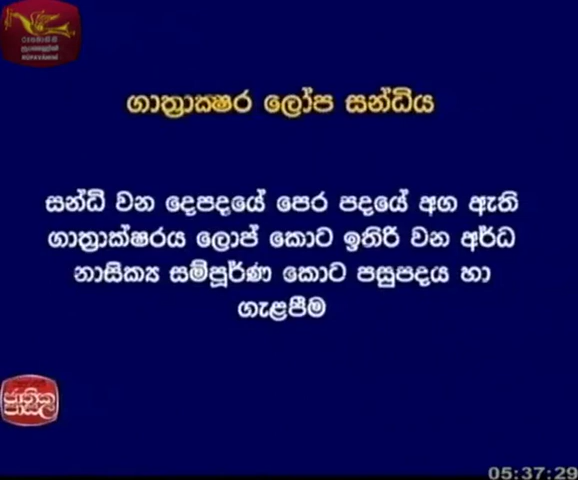 ගාත්‍රාක්‍ෂර ලෝප සන්ධිය
සන්ධි වන දෙපදයේ පෙර පදයේ අග ඇති
ගාත්‍රාක්ෂරය ලොප් කොට ඉතිරි වන අර්ධ
නාසික්‍ය සම්පූර්ණ කොට පසුපදය හා
ගැළපීම
ජාතික
පාසල
05:37:29